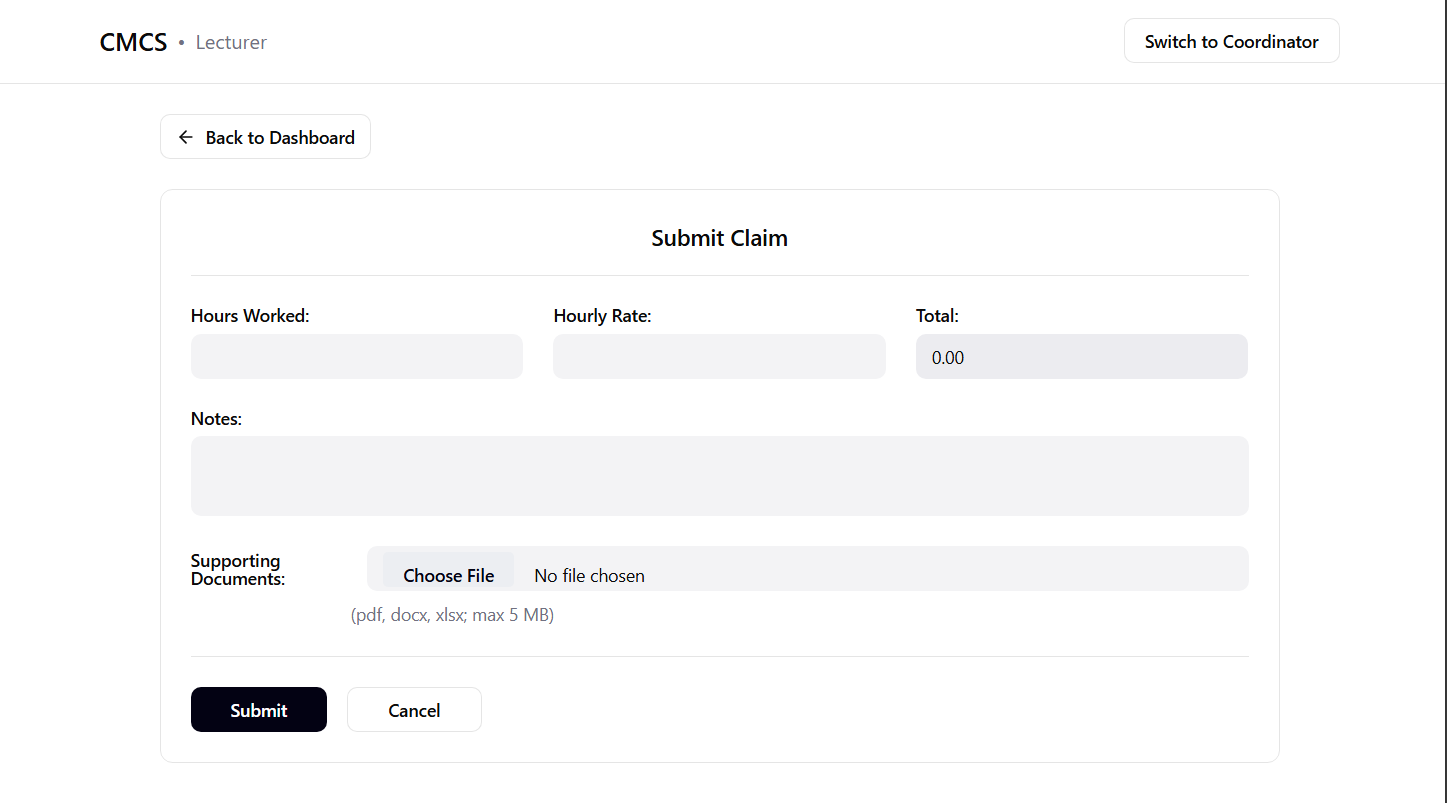 CMCS • Lecturer
Switch to Coordinator
← Back to Dashboard
Submit Claim
Hours Worked:
Hourly Rate:
Total:
0.00
Notes:
Supporting
Documents:
Choose File
No file chosen
(pdf, docx, xlsx; max 5 MB)
Submit
Cancel